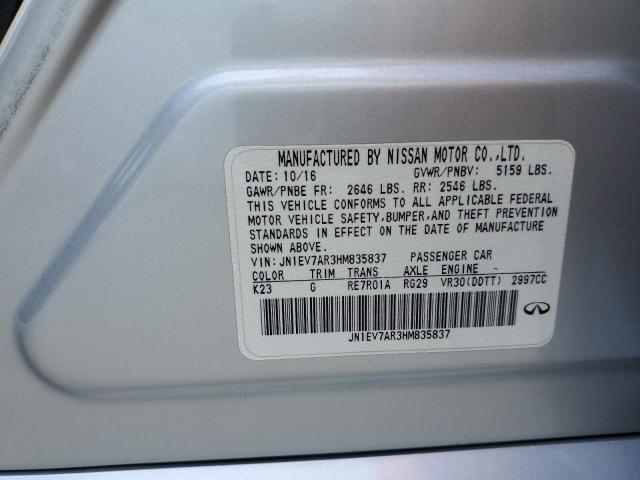 MANUFACTURED BY NISSAN MOTOR CO.,LTD.
DATE: 10/16 GVWR/PNBV: 5159 LBS.
GAWR/PNBE FR: 2646 LBS. RR: 2546 LBS.
THIS VEHICLE CONFORMS TO ALL APPLICABLE FEDERAL
MOTOR VEHICLE SAFETY,BUMPER,AND THEFT PREVENTION
STANDARDS IN EFFECT ON THE DATE OF MANUFACTURE
SHOWN ABOVE.
VIN: JN1EV7AR3HM835837 PASSENGER CAR
COLOR TRIM TRANS AXLE ENGINE -
K23 G RE7R01A RG29 VR30(DDTT) 2997CC
JN1EV7AR3HM835837